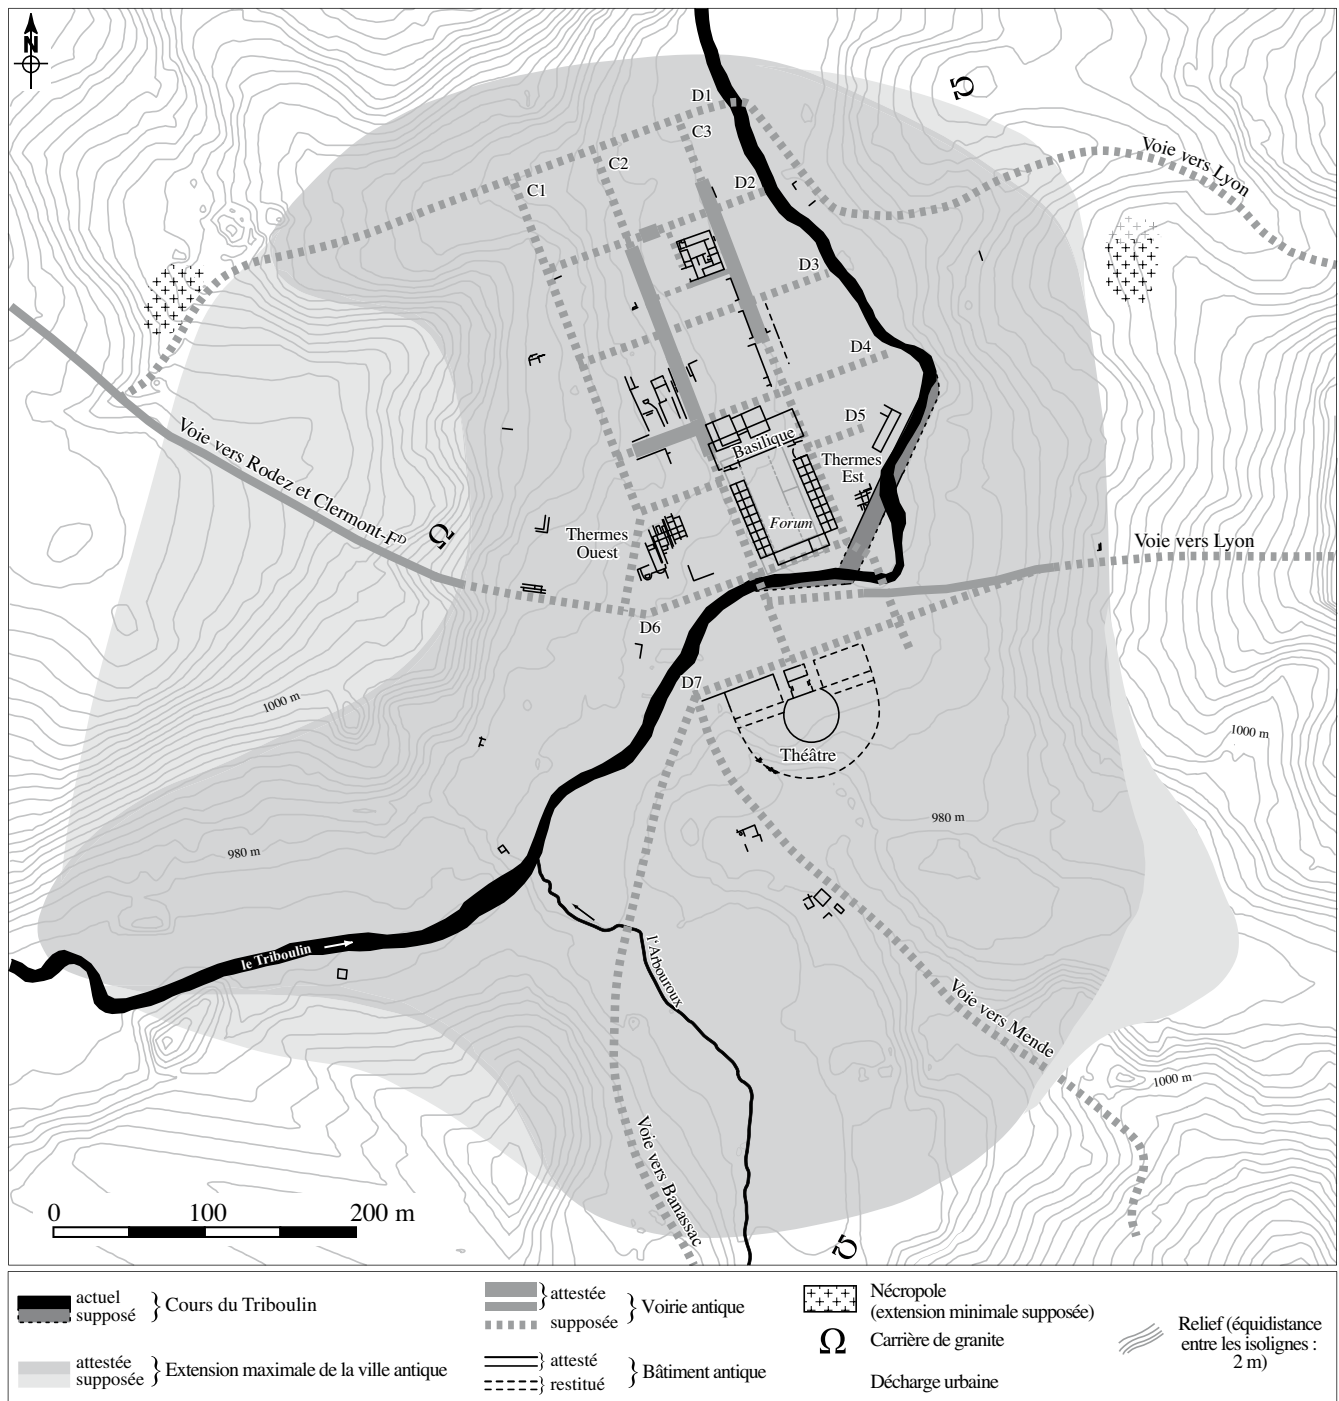 N
D1
C3
C2
C1
D2
Voie vers Lyon
D3
D4
D5
Basilique
Thermes
Est
Voie vers Rodez et Clermont-Fᴰ
Forum
Thermes
Ouest
Voie vers Lyon
D6
D7
1000 m
1000 m
Théâtre
980 m
980 m
le Triboulin
l'Arbouroux
Voie vers Mende
1000 m
Voie vers Banassac
0 100 200 m
actuel
supposé
Cours du Triboulin
attestée
supposée
Extension maximale de la ville antique
attestée
supposée
Voirie antique
attesté
restitué
Bâtiment antique
Nécropole
(extension minimale supposée)
Ω Carrière de granite
Décharge urbaine
Relief (équidistance
entre les isolignes :
2 m)